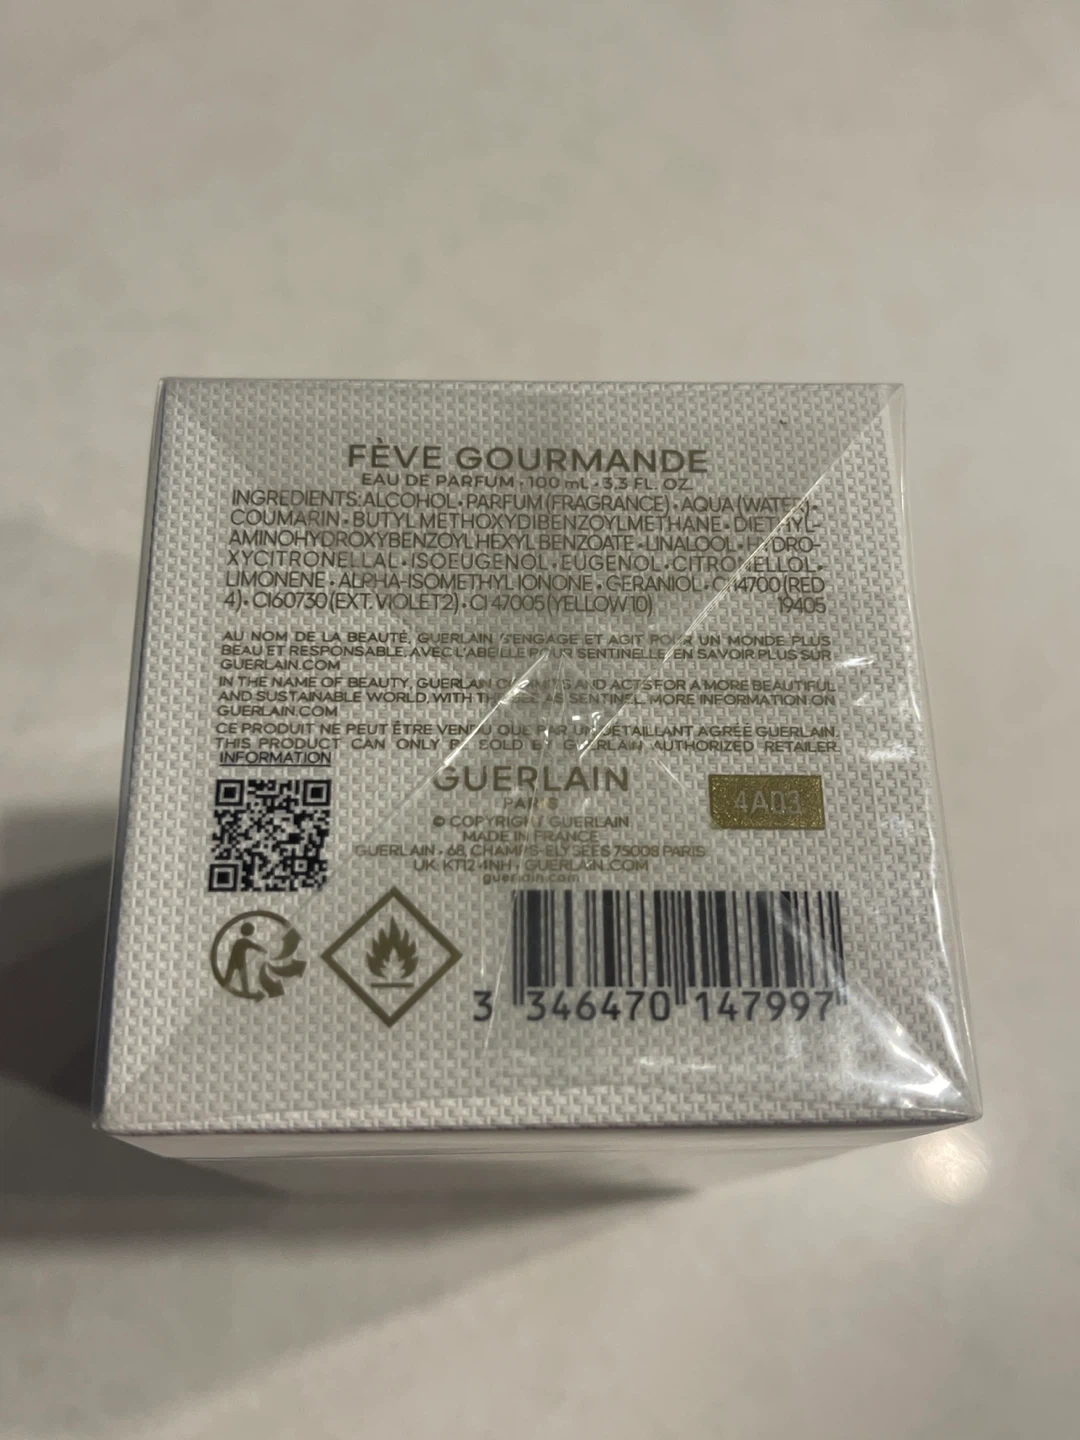 FÈVE GOURMANDE
EAU DE PARFUM • 100 mL • 3.3 FL. OZ.
INGREDIENTS: ALCOHOL • PARFUM (FRAGRANCE) • AQUA (WATER) •
COUMARIN • BUTYL METHOXYDIBENZOYLMETHANE • DIETHYL-
AMINOHYDROXYBENZOYL HEXYL BENZOATE • LINALOOL • HYDRO-
XYCITRONELLAL • ISOEUGENOL • EUGENOL • CITRONELLOL •
LIMONENE • ALPHA-ISOMETHYL IONONE • GERANIOL • CI 14700 (RED
4) • CI 60730 (EXT. VIOLET 2) • CI 47005 (YELLOW 10) 19405
AU NOM DE LA BEAUTÉ, GUERLAIN S'ENGAGE ET AGIT POUR UN MONDE PLUS
BEAU ET RESPONSABLE, AVEC L'ABEILLE POUR SENTINELLE. EN SAVOIR PLUS SUR
GUERLAIN.COM
IN THE NAME OF BEAUTY, GUERLAIN COMMITS AND ACTS FOR A MORE BEAUTIFUL
AND SUSTAINABLE WORLD, WITH THE BEE AS SENTINEL. MORE INFORMATION ON
GUERLAIN.COM
CE PRODUIT NE PEUT ÊTRE VENDU QUE PAR UN DÉTAILLANT AGRÉÉ GUERLAIN.
THIS PRODUCT CAN ONLY BE SOLD BY GUERLAIN AUTHORIZED RETAILER.
INFORMATION
GUERLAIN
PARIS
4A03
© COPYRIGHT GUERLAIN
MADE IN FRANCE
GUERLAIN • 68, CHAMPS-ELYSEES 75008 PARIS
UK: KT12 4NH • GUERLAIN.COM
guerlain.com
3 346470 147997